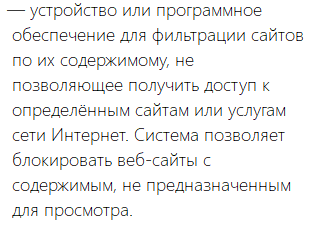 — устройство или программное
обеспечение для фильтрации сайтов
по их содержимому, не
позволяющее получить доступ к
определённым сайтам или услугам
сети Интернет. Система позволяет
блокировать веб-сайты с
содержимым, не предназначенным
для просмотра.